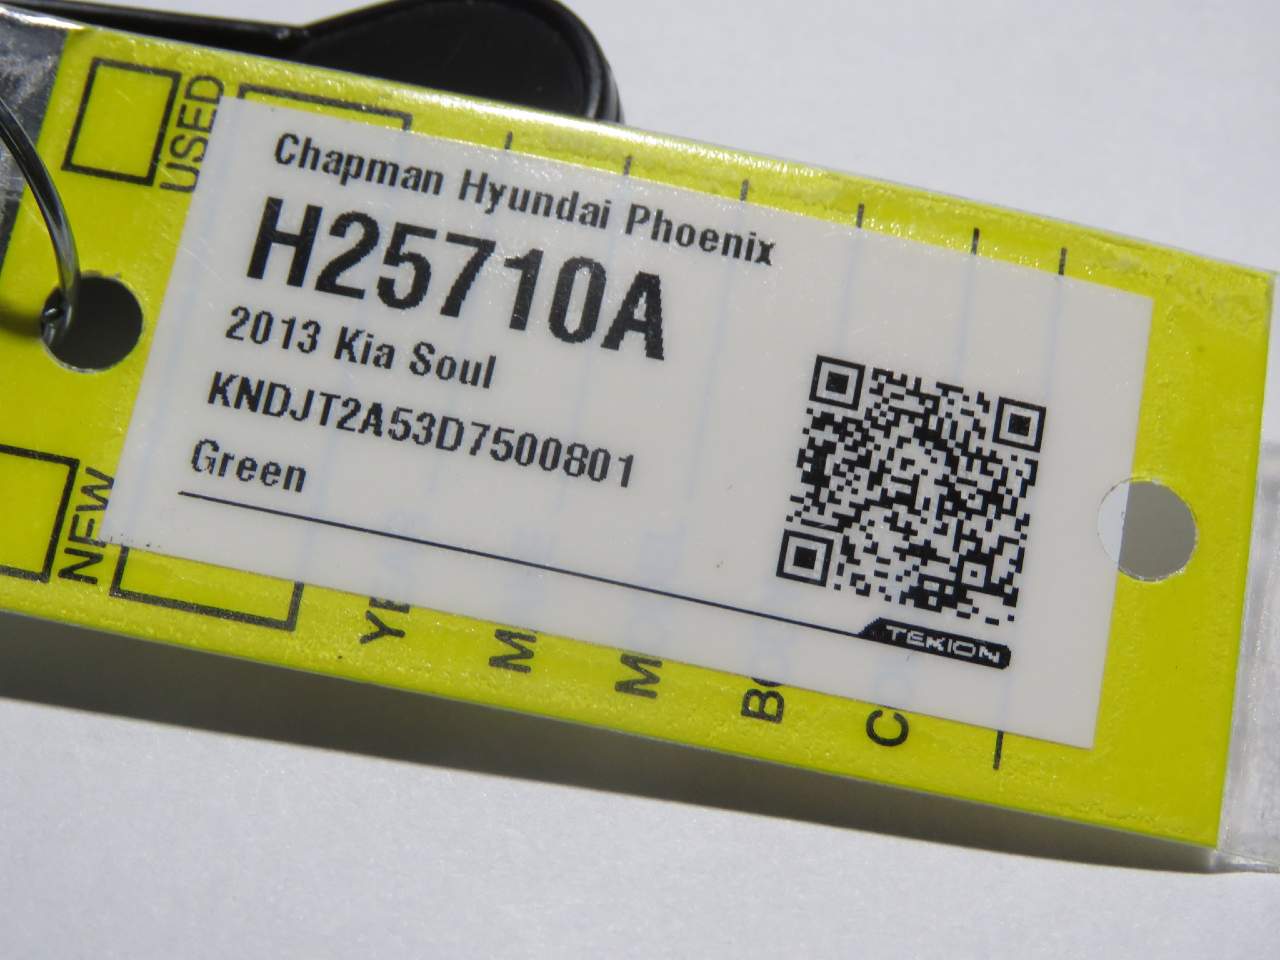 USED
Chapman Hyundai Phoenix
H25710A
2013 Kia Soul
KNDJT2A53D7500801
Green
TEKION
NEW